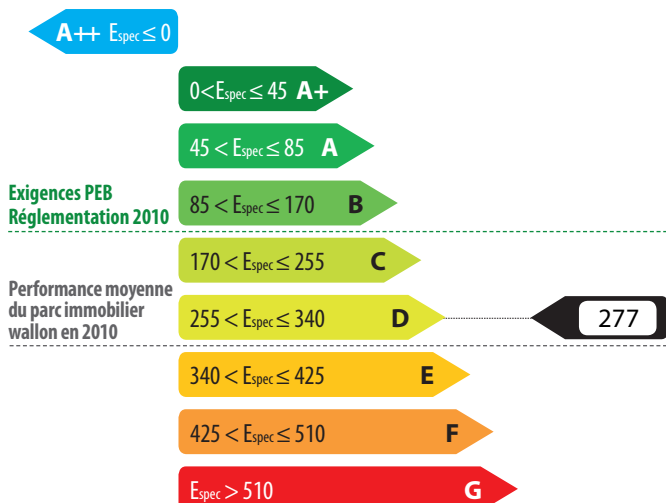 A++ Espec ≤ 0
0<Espec ≤ 45 A+
45 < Espec ≤ 85 A
Exigences PEB
Réglementation 2010
85 < Espec ≤ 170 B
170 < Espec ≤ 255 C
Performance moyenne
du parc immobilier
wallon en 2010
255 < Espec ≤ 340 D
277
340 < Espec ≤ 425 E
425 < Espec ≤ 510 F
Espec > 510 G